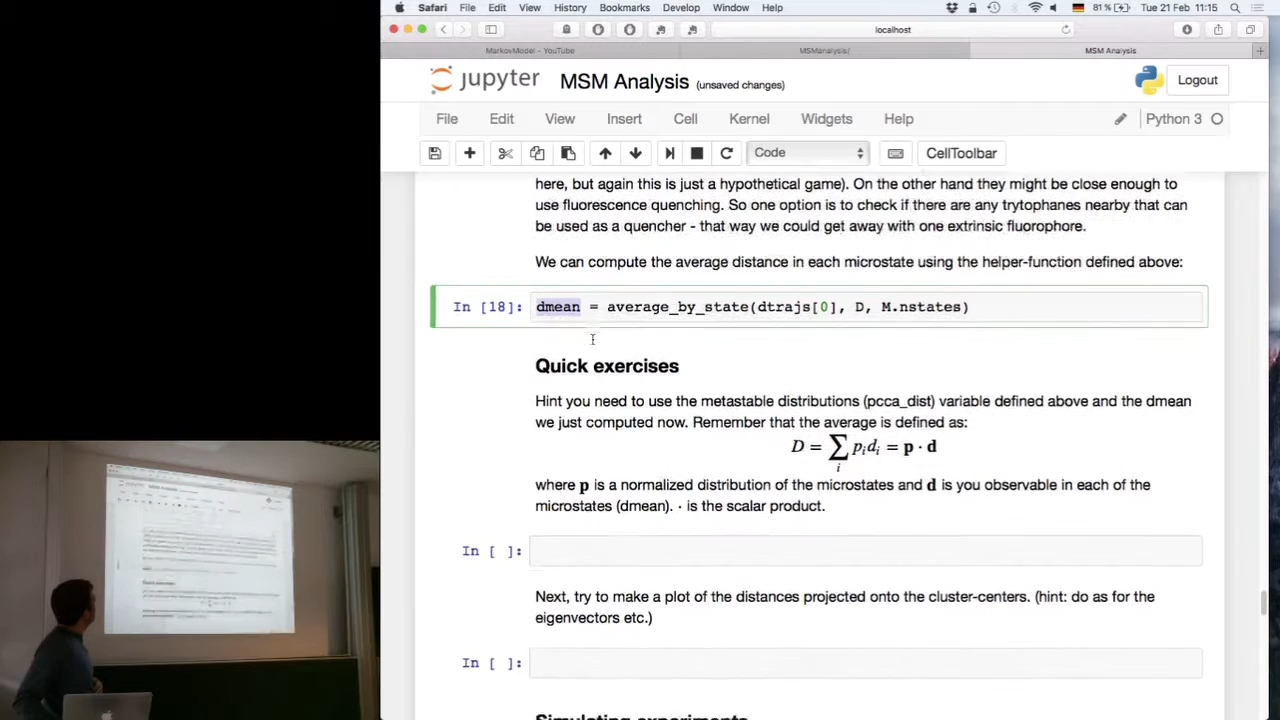 Safari File Edit View History Bookmarks Develop Window Help 81 % Tue 21 Feb 11:15
localhost
MarkovModel - YouTube MSManalysis/ MSM Analysis
jupyter MSM Analysis (unsaved changes) Logout
File Edit View Insert Cell Kernel Widgets Help Python 3
Code CellToolbar
here, but again this is just a hypothetical game). On the other hand they might be close enough to
use fluorescence quenching. So one option is to check if there are any trytophanes nearby that can
be used as a quencher - that way we could get away with one extrinsic fluorophore.
We can compute the average distance in each microstate using the helper-function defined above:
In [18]: dmean = average_by_state(dtrajs[0], D, M.nstates)
Quick exercises
Hint you need to use the metastable distributions (pcca_dist) variable defined above and the dmean
we just computed now. Remember that the average is defined as:
D = ∑ p_i d_i = p · d
i
where p is a normalized distribution of the microstates and d is you observable in each of the
microstates (dmean). · is the scalar product.
In [ ]:
Next, try to make a plot of the distances projected onto the cluster-centers. (hint: do as for the
eigenvectors etc.)
In [ ]:
Simulating experiments